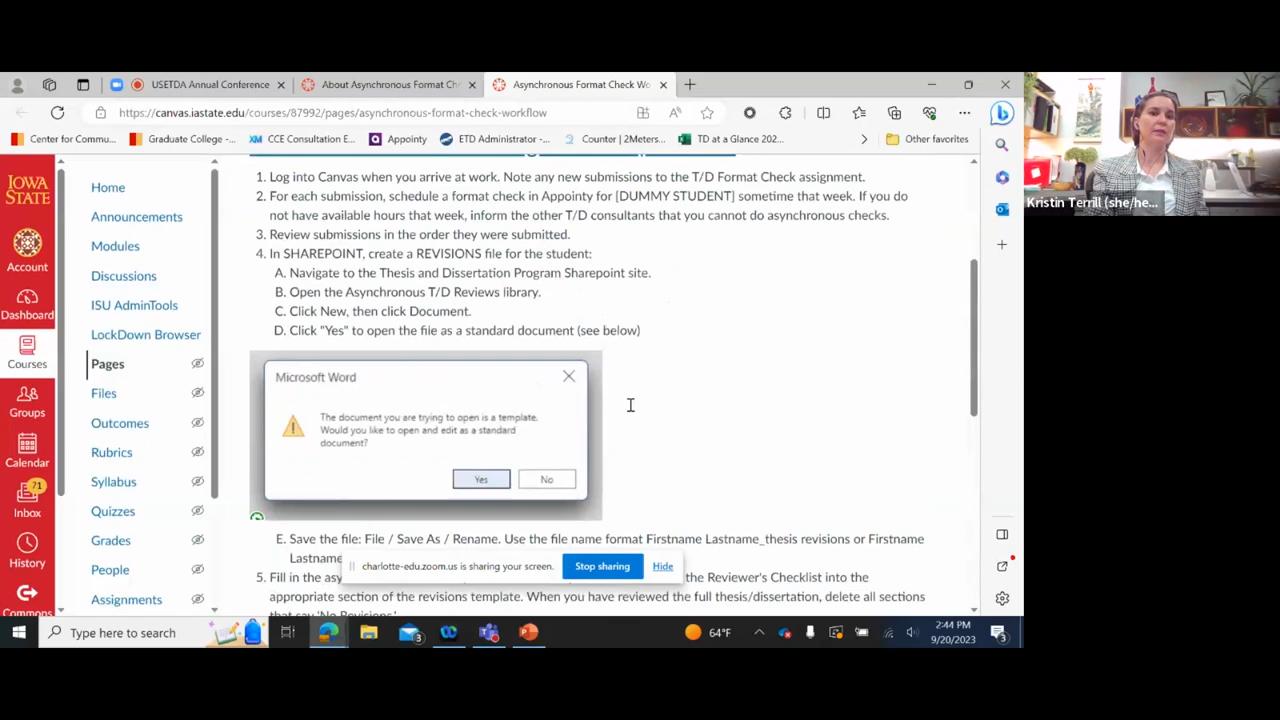 USETDA Annual Conference
About Asynchronous Format Ch
Asynchronous Format Check Wo
https://canvas.iastate.edu/courses/87992/pages/asynchronous-format-check-workflow
Center for Commu...
Graduate College -...
CCE Consultation E...
Appointy
ETD Administrator -...
Counter | 2Meters...
TD at a Glance 202...
Other favorites
IOWA
STATE
Account
Dashboard
Courses
Groups
Calendar
71
Inbox
History
Commons
Home
Announcements
Modules
Discussions
ISU AdminTools
LockDown Browser
Pages
Files
Outcomes
Rubrics
Syllabus
Quizzes
Grades
People
Assignments
1. Log into Canvas when you arrive at work. Note any new submissions to the T/D Format Check assignment.
2. For each submission, schedule a format check in Appointy for [DUMMY STUDENT] sometime that week. If you do
not have available hours that week, inform the other T/D consultants that you cannot do asynchronous checks.
3. Review submissions in the order they were submitted.
4. In SHAREPOINT, create a REVISIONS file for the student:
A. Navigate to the Thesis and Dissertation Program Sharepoint site.
B. Open the Asynchronous T/D Reviews library.
C. Click New, then click Document.
D. Click "Yes" to open the file as a standard document (see below)
Microsoft Word
The document you are trying to open is a template.
Would you like to open and edit as a standard
document?
Yes
No
E. Save the file: File / Save As / Rename. Use the file name format Firstname Lastname_thesis revisions or Firstname
Lastname
charlotte-edu.zoom.us is sharing your screen.
Stop sharing
Hide
5. Fill in the asy
the Reviewer's Checklist into the
appropriate section of the revisions template. When you have reviewed the full thesis/dissertation, delete all sections
that say 'No Revisions.'
Kristin Terrill (she/he...
Type here to search
3
64°F
2:44 PM
9/20/2023
3